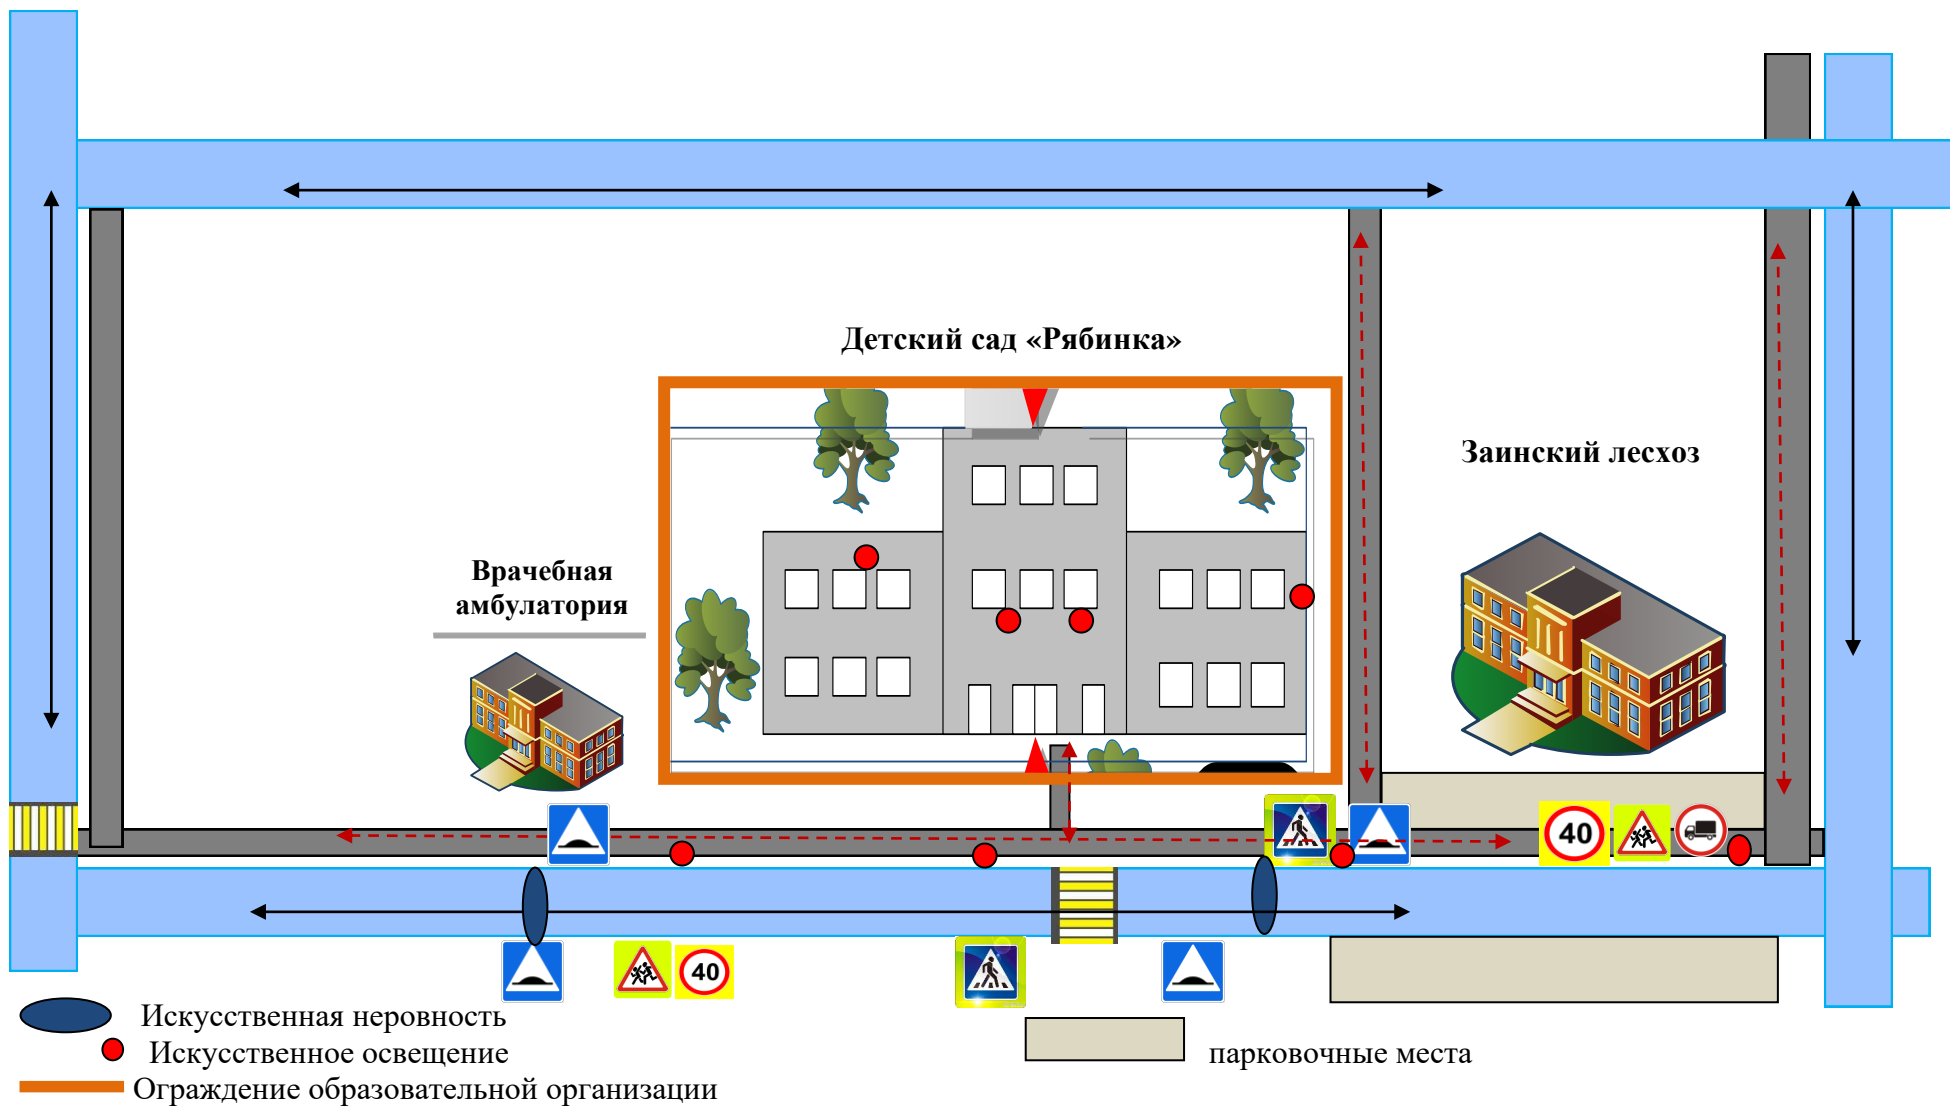 Детский сад «Рябинка»
Заинский лесхоз
Врачебная
амбулатория
40
40
Искусственная неровность
Искусственное освещение
парковочные места
Ограждение образовательной организации